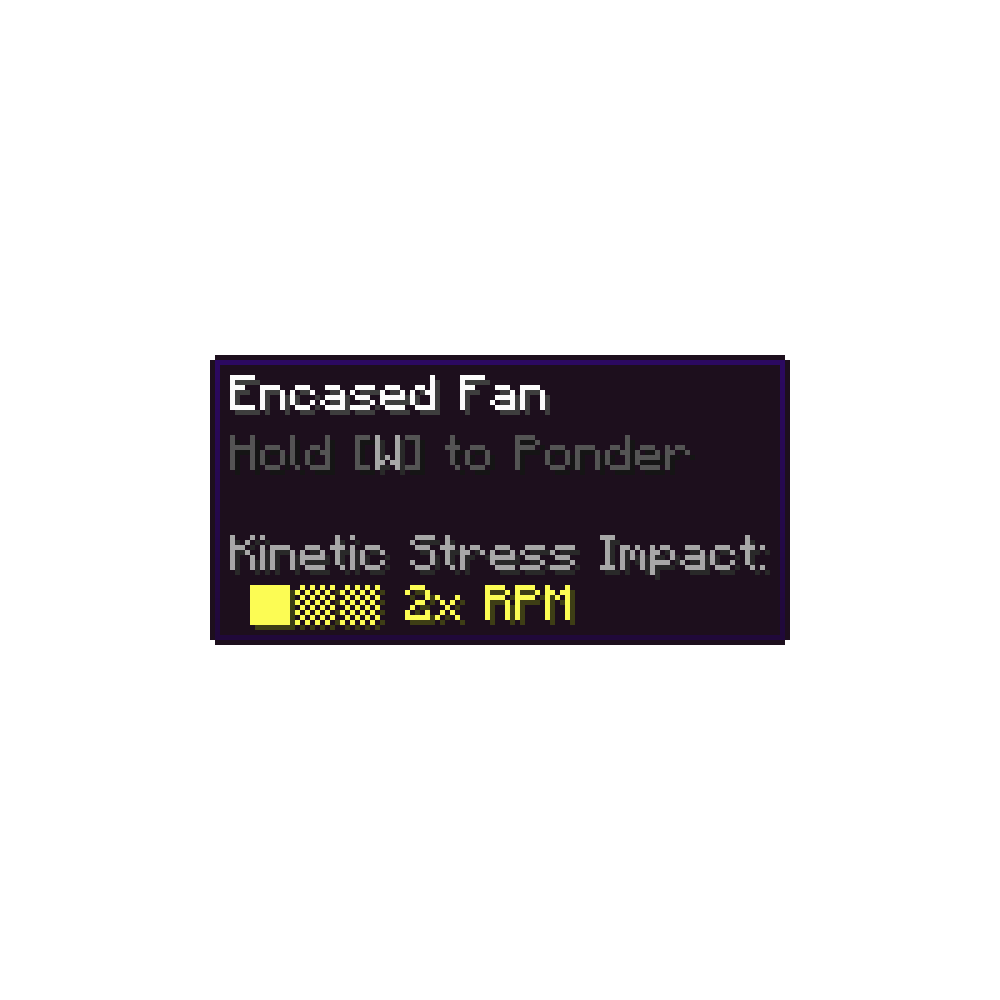 Encased Fan
Hold [W] to Ponder
Kinetic Stress Impact:
█▒▒ 2x RPM